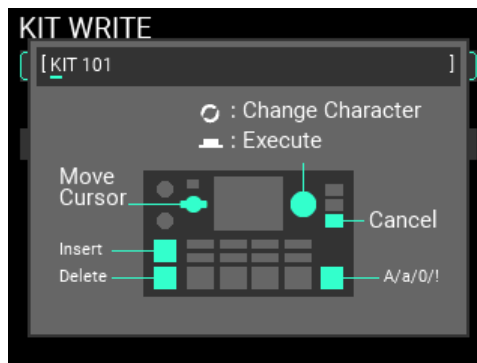 KIT WRITE
[ KIT 101 ]
: Change Character
: Execute
Move
Cursor
Cancel
Insert
Delete
A/a/0/!